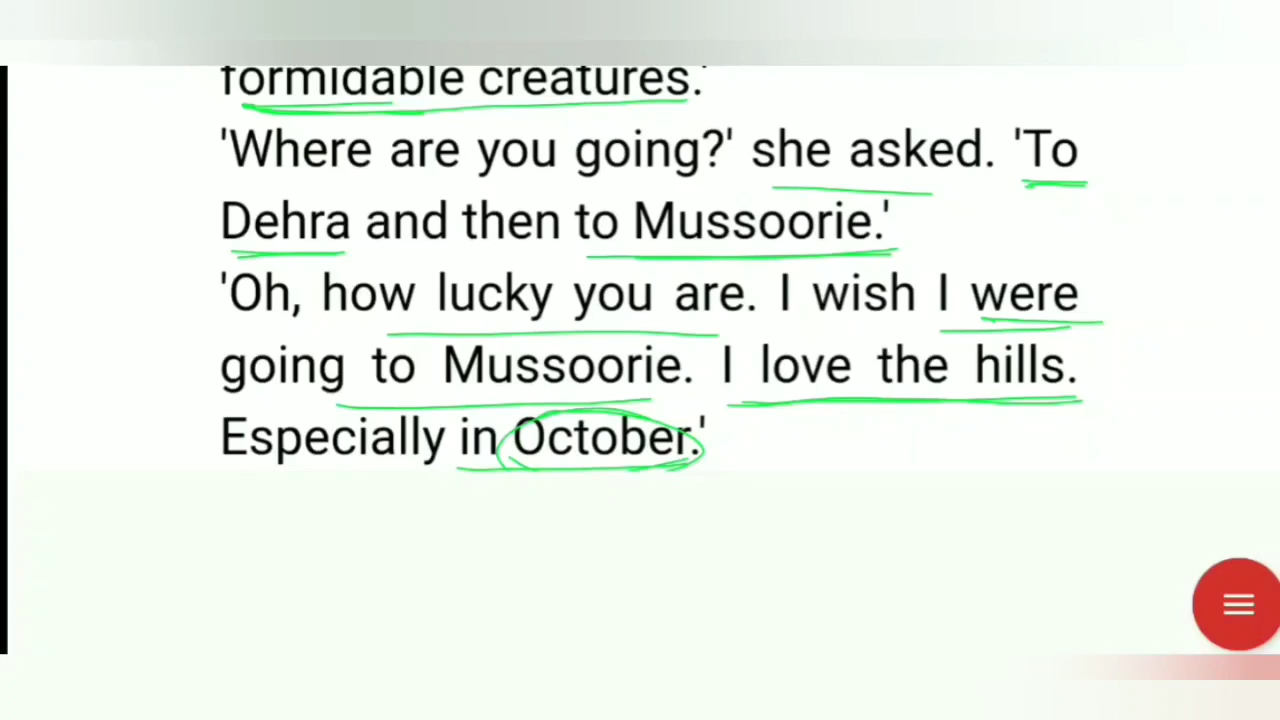 formidable creatures.'
'Where are you going?' she asked. 'To
Dehra and then to Mussoorie.'
'Oh, how lucky you are. I wish I were
going to Mussoorie. I love the hills.
Especially in October.'